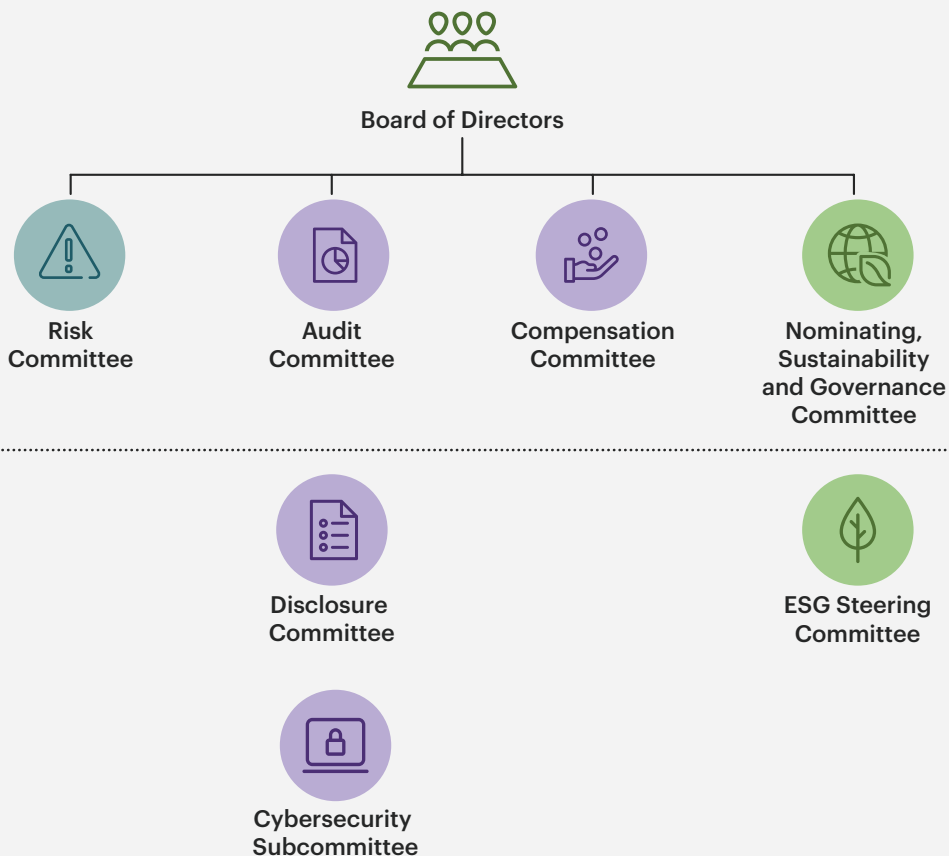 Board of Directors
Risk
Committee
Audit
Committee
Compensation
Committee
Nominating,
Sustainability
and Governance
Committee
Disclosure
Committee
ESG Steering
Committee
Cybersecurity
Subcommittee